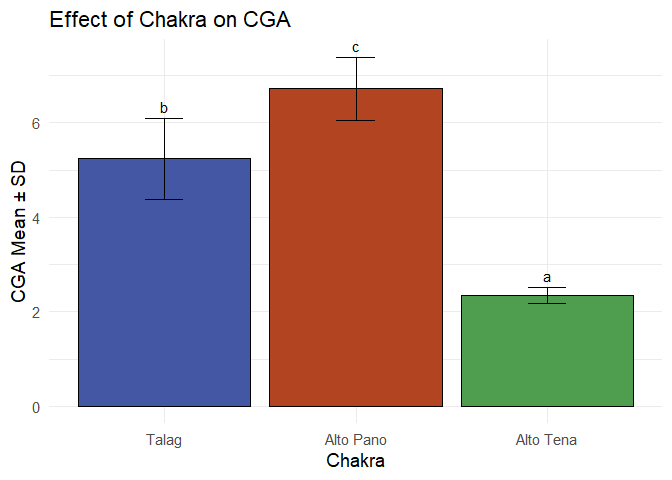 Effect of Chakra on CGA
c
b
a
6
4
2
0
CGA Mean ± SD
Talag
Alto Pano
Alto Tena
Chakra